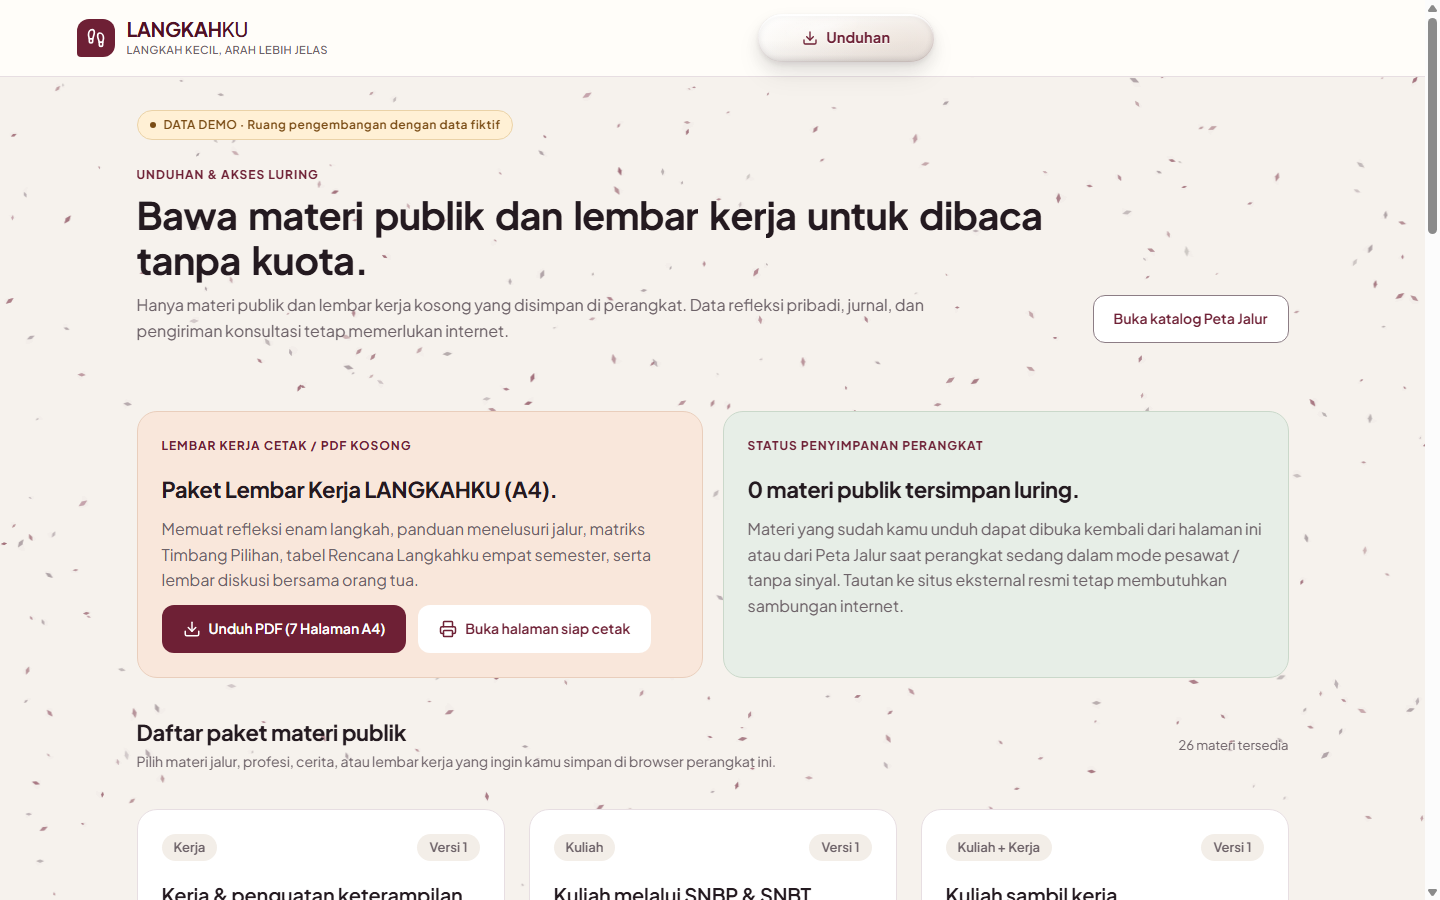 LANGKAHKU
LANGKAH KECIL, ARAH LEBIH JELAS
Unduhan
DATA DEMO · Ruang pengembangan dengan data fiktif
UNDUHAN & AKSES LURING
Bawa materi publik dan lembar kerja untuk dibaca
tanpa kuota.
Hanya materi publik dan lembar kerja kosong yang disimpan di perangkat. Data refleksi pribadi, jurnal, dan
pengiriman konsultasi tetap memerlukan internet.
Buka katalog Peta Jalur
LEMBAR KERJA CETAK / PDF KOSONG
Paket Lembar Kerja LANGKAHKU (A4).
Memuat refleksi enam langkah, panduan menelusuri jalur, matriks
Timbang Pilihan, tabel Rencana Langkahku empat semester, serta
lembar diskusi bersama orang tua.
Unduh PDF (7 Halaman A4)
Buka halaman siap cetak
STATUS PENYIMPANAN PERANGKAT
0 materi publik tersimpan luring.
Materi yang sudah kamu unduh dapat dibuka kembali dari halaman ini
atau dari Peta Jalur saat perangkat sedang dalam mode pesawat /
tanpa sinyal. Tautan ke situs eksternal resmi tetap membutuhkan
sambungan internet.
Daftar paket materi publik
Pilih materi jalur, profesi, cerita, atau lembar kerja yang ingin kamu simpan di browser perangkat ini.
26 materi tersedia
Kerja
Versi 1
Kerja & penguatan keterampilan
Kuliah
Versi 1
Kuliah melalui SNBP & SNBT
Kuliah + Kerja
Versi 1
Kuliah sambil kerja